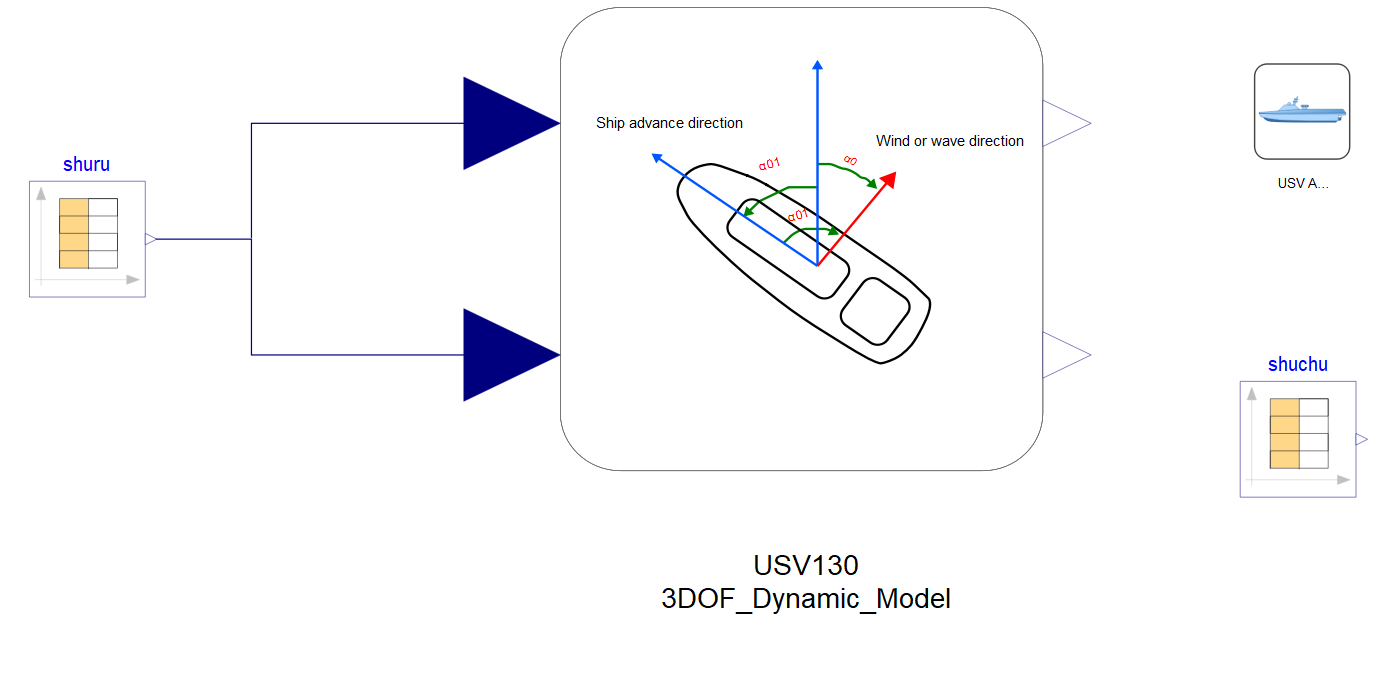 shuru
Ship advance direction
Wind or wave direction
α01
α0
α01
USV A...
shuchu
USV130
3DOF_Dynamic_Model